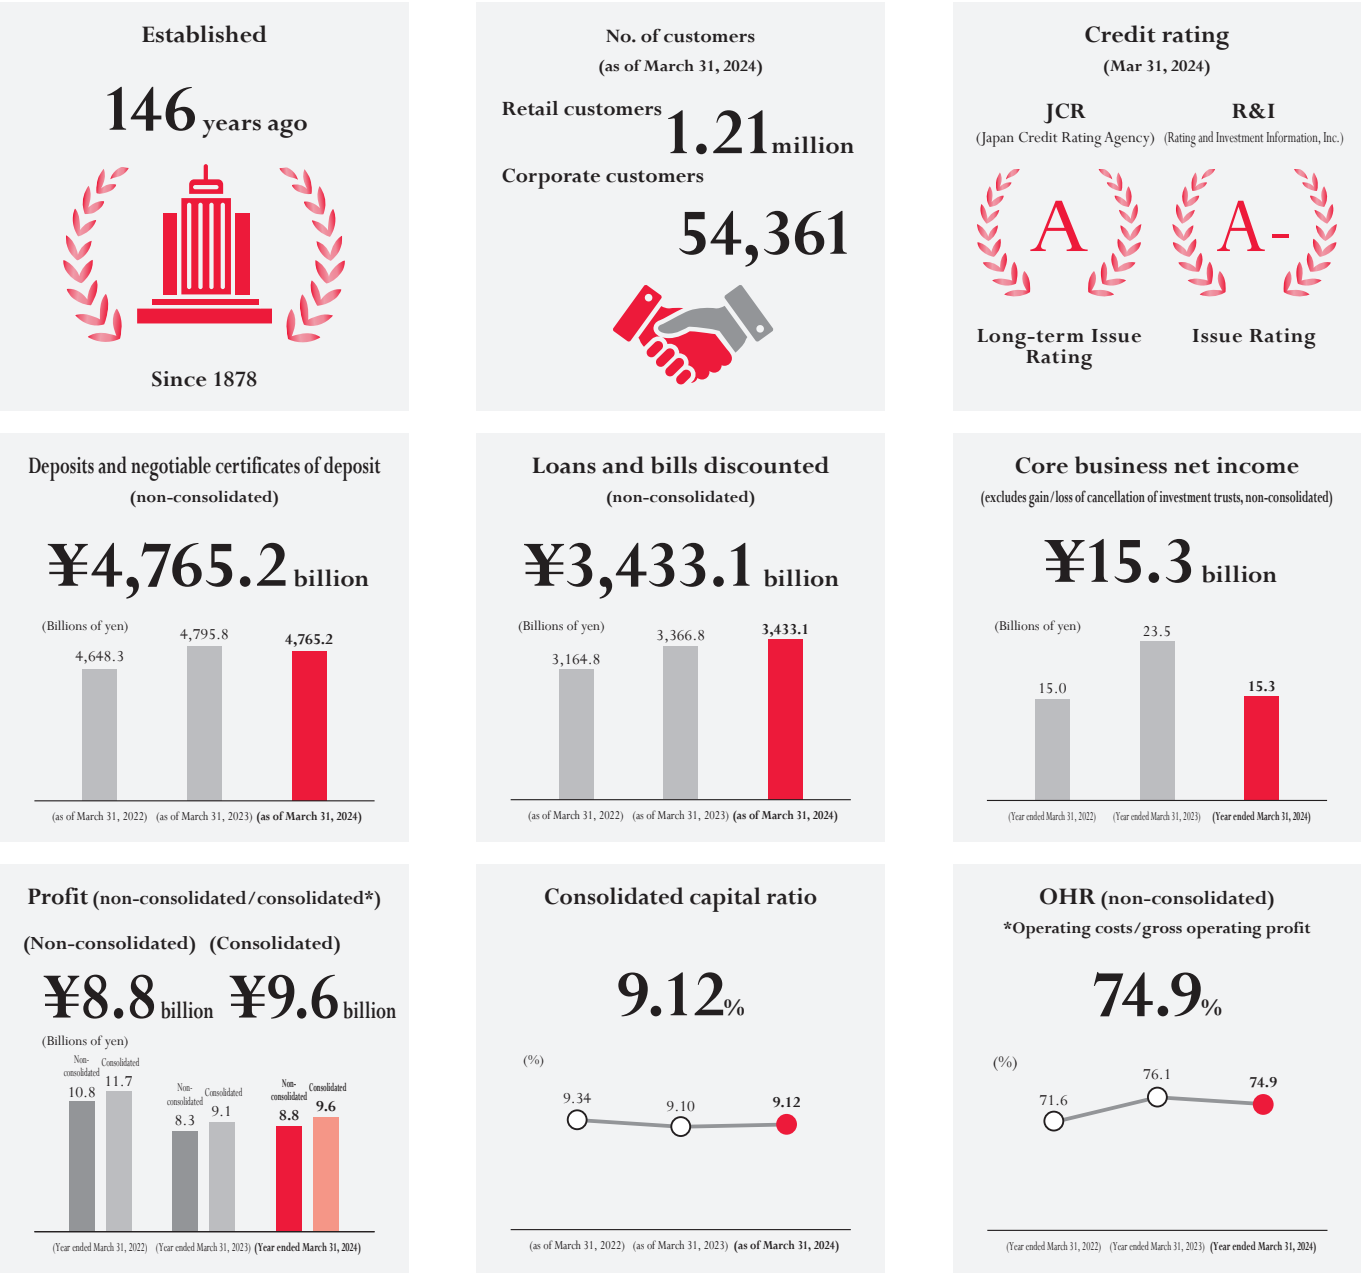 Established
146 years ago
Since 1878
No. of customers
(as of March 31, 2024)
Retail customers
1.21 million
Corporate customers
54,361
Credit rating
(Mar 31, 2024)
JCR
(Japan Credit Rating Agency)
A
Long-term Issue
Rating
R&I
(Rating and Investment Information, Inc.)
A-
Issue Rating
Deposits and negotiable certificates of deposit
(non-consolidated)
¥4,765.2 billion
(Billions of yen)
4,648.3
4,795.8
4,765.2
(as of March 31, 2022) (as of March 31, 2023) (as of March 31, 2024)
Loans and bills discounted
(non-consolidated)
¥3,433.1 billion
(Billions of yen)
3,164.8
3,366.8
3,433.1
(as of March 31, 2022) (as of March 31, 2023) (as of March 31, 2024)
Core business net income
(excludes gain/loss of cancellation of investment trusts, non-consolidated)
¥15.3 billion
(Billions of yen)
15.0
23.5
15.3
(Year ended March 31, 2022) (Year ended March 31, 2023) (Year ended March 31, 2024)
Profit (non-consolidated/consolidated*)
(Non-consolidated) (Consolidated)
¥8.8 billion ¥9.6 billion
(Billions of yen)
Non-
consolidated
10.8
Consolidated
11.7
Non-
consolidated
8.3
Consolidated
9.1
Non-
consolidated
8.8
Consolidated
9.6
(Year ended March 31, 2022) (Year ended March 31, 2023) (Year ended March 31, 2024)
Consolidated capital ratio
9.12%
(%)
9.34
9.10
9.12
(as of March 31, 2022) (as of March 31, 2023) (as of March 31, 2024)
OHR (non-consolidated)
*Operating costs/gross operating profit
74.9%
(%)
71.6
76.1
74.9
(Year ended March 31, 2022) (Year ended March 31, 2023) (Year ended March 31, 2024)